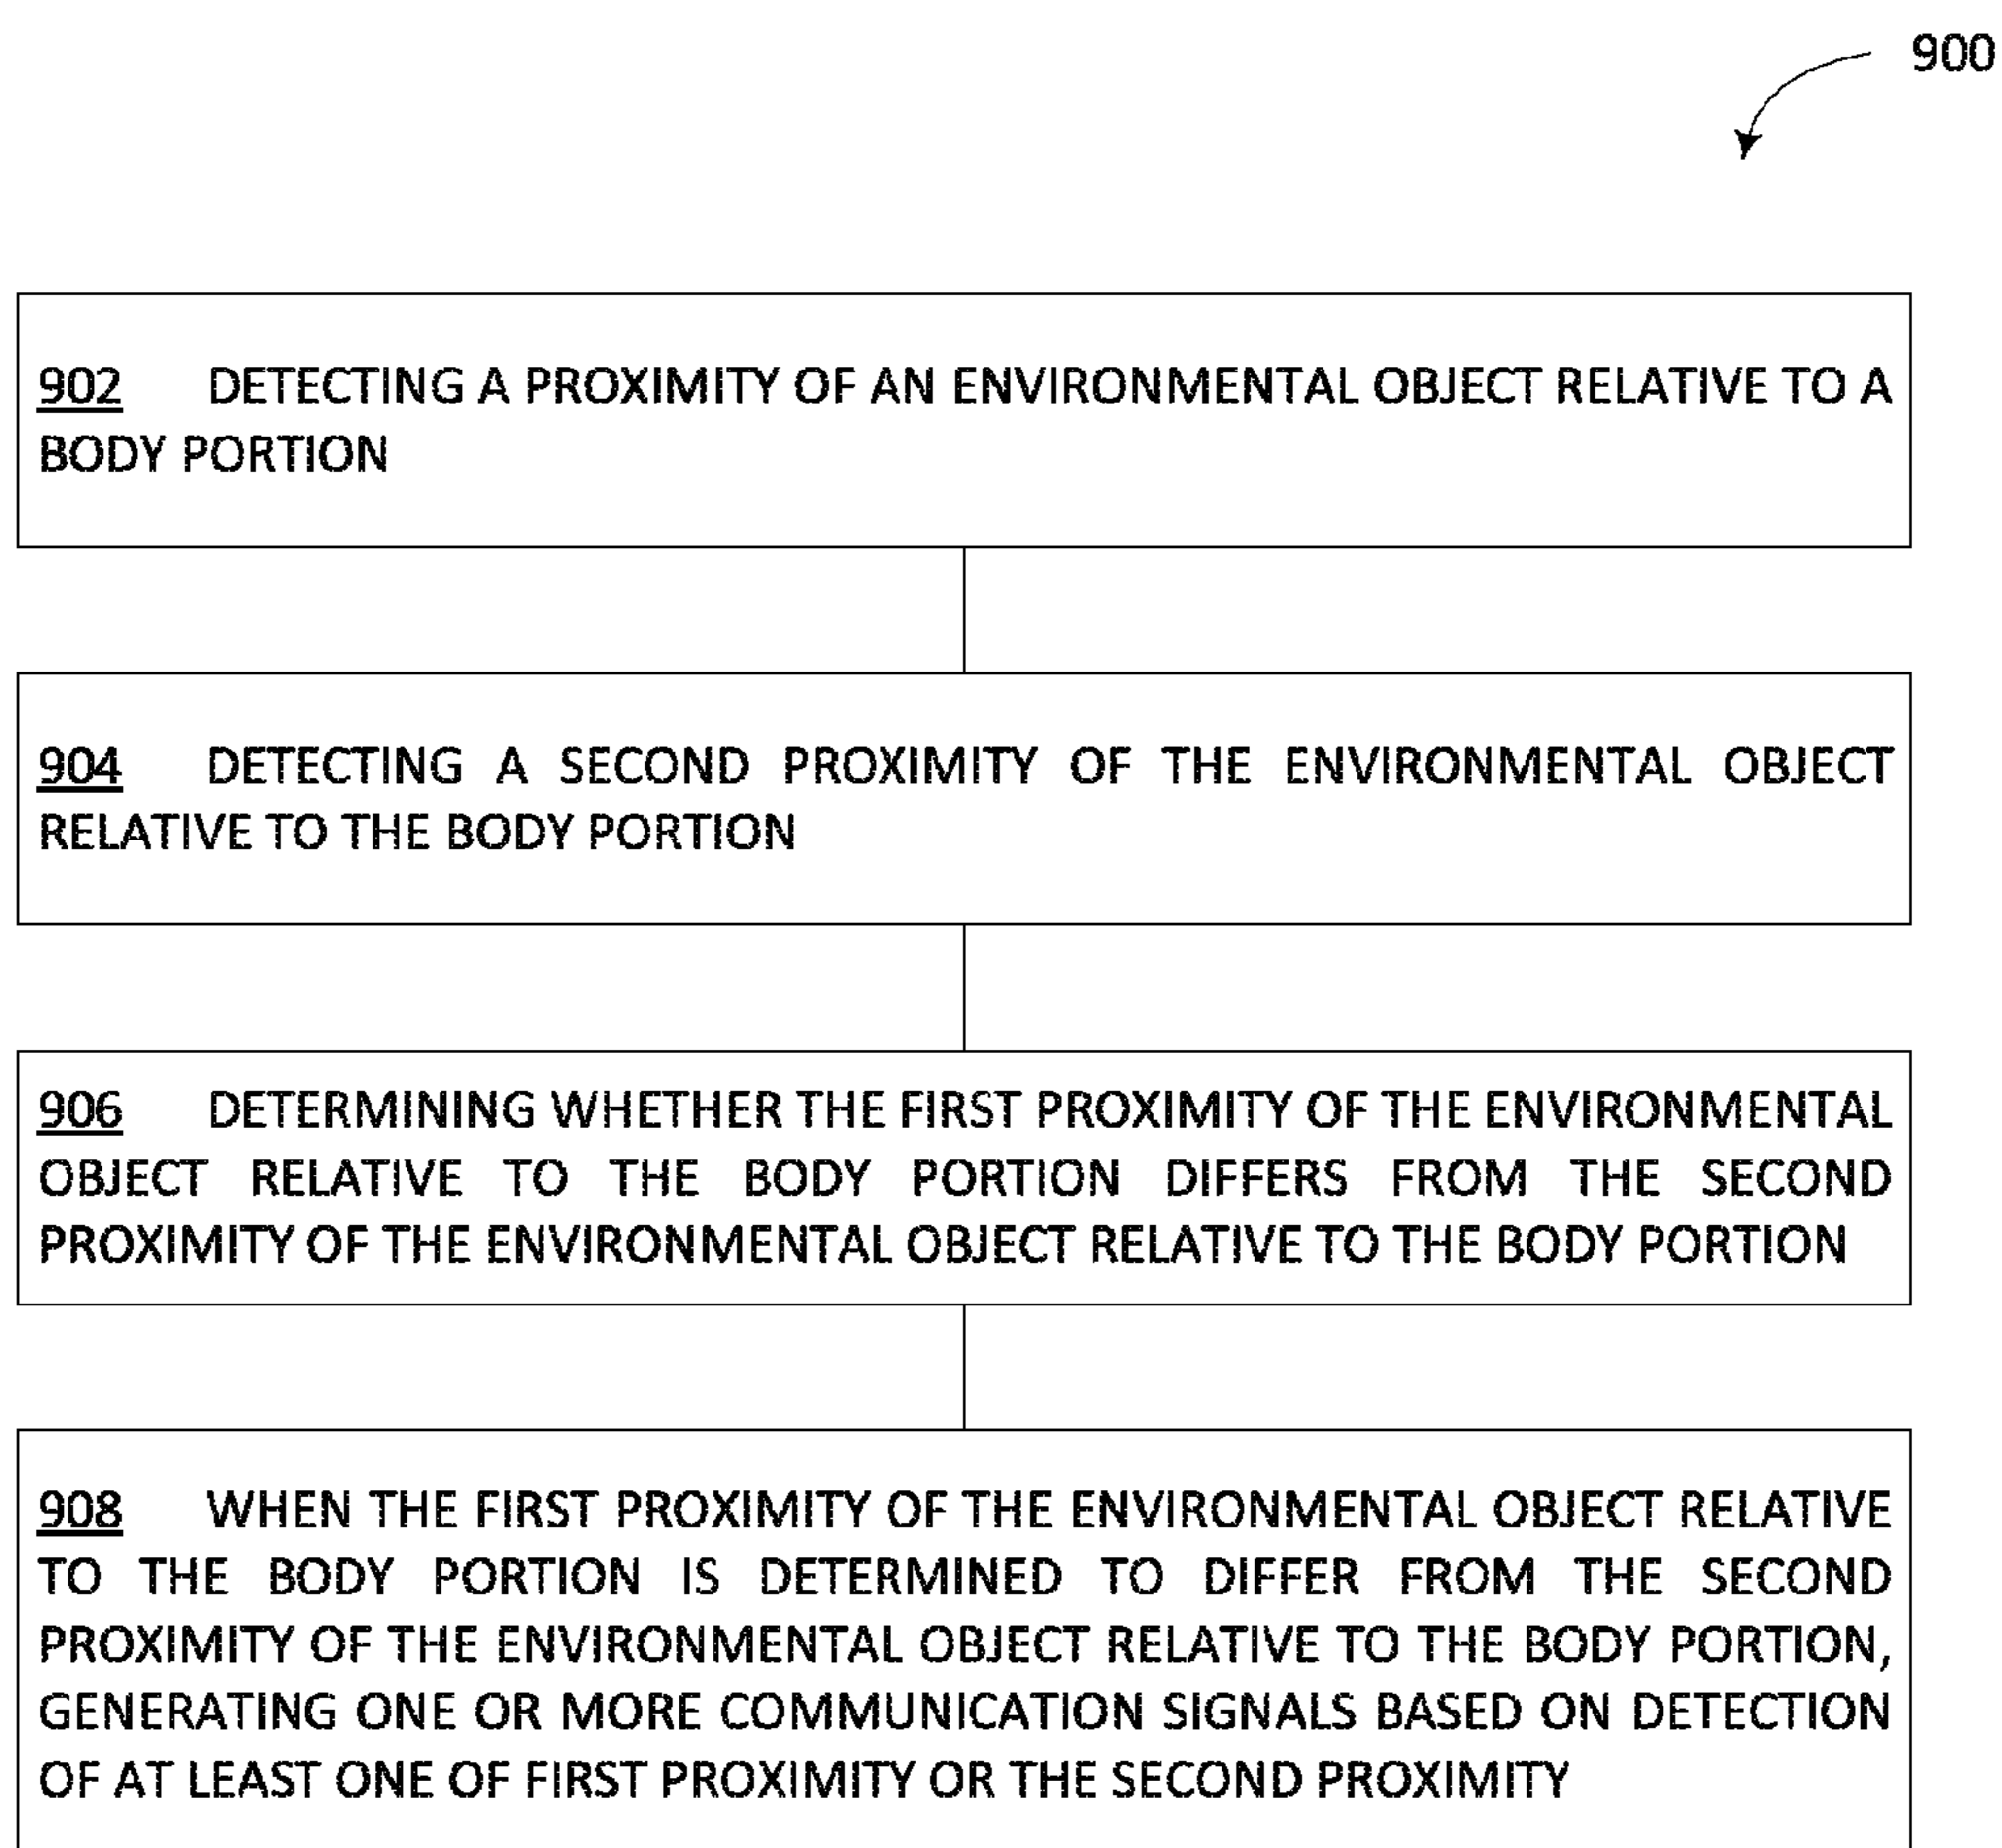 900
902 DETECTING A PROXIMITY OF AN ENVIRONMENTAL OBJECT RELATIVE TO A
BODY PORTION
904 DETECTING A SECOND PROXIMITY OF THE ENVIRONMENTAL OBJECT
RELATIVE TO THE BODY PORTION
906 DETERMINING WHETHER THE FIRST PROXIMITY OF THE ENVIRONMENTAL
OBJECT RELATIVE TO THE BODY PORTION DIFFERS FROM THE SECOND
PROXIMITY OF THE ENVIRONMENTAL OBJECT RELATIVE TO THE BODY PORTION
908 WHEN THE FIRST PROXIMITY OF THE ENVIRONMENTAL OBJECT RELATIVE
TO THE BODY PORTION IS DETERMINED TO DIFFER FROM THE SECOND
PROXIMITY OF THE ENVIRONMENTAL OBJECT RELATIVE TO THE BODY PORTION,
GENERATING ONE OR MORE COMMUNICATION SIGNALS BASED ON DETECTION
OF AT LEAST ONE OF FIRST PROXIMITY OR THE SECOND PROXIMITY